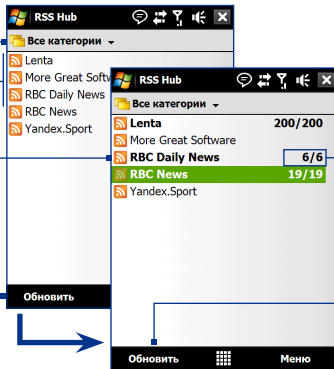 RSS Hub
Все категории
Lenta
More Great Softw
RBC Daily News
RBC News
Yandex.Sport
Обновить
RSS Hub
Все категории
Lenta 200/200
More Great Software
RBC Daily News 6/6
RBC News 19/19
Yandex.Sport
Обновить Меню